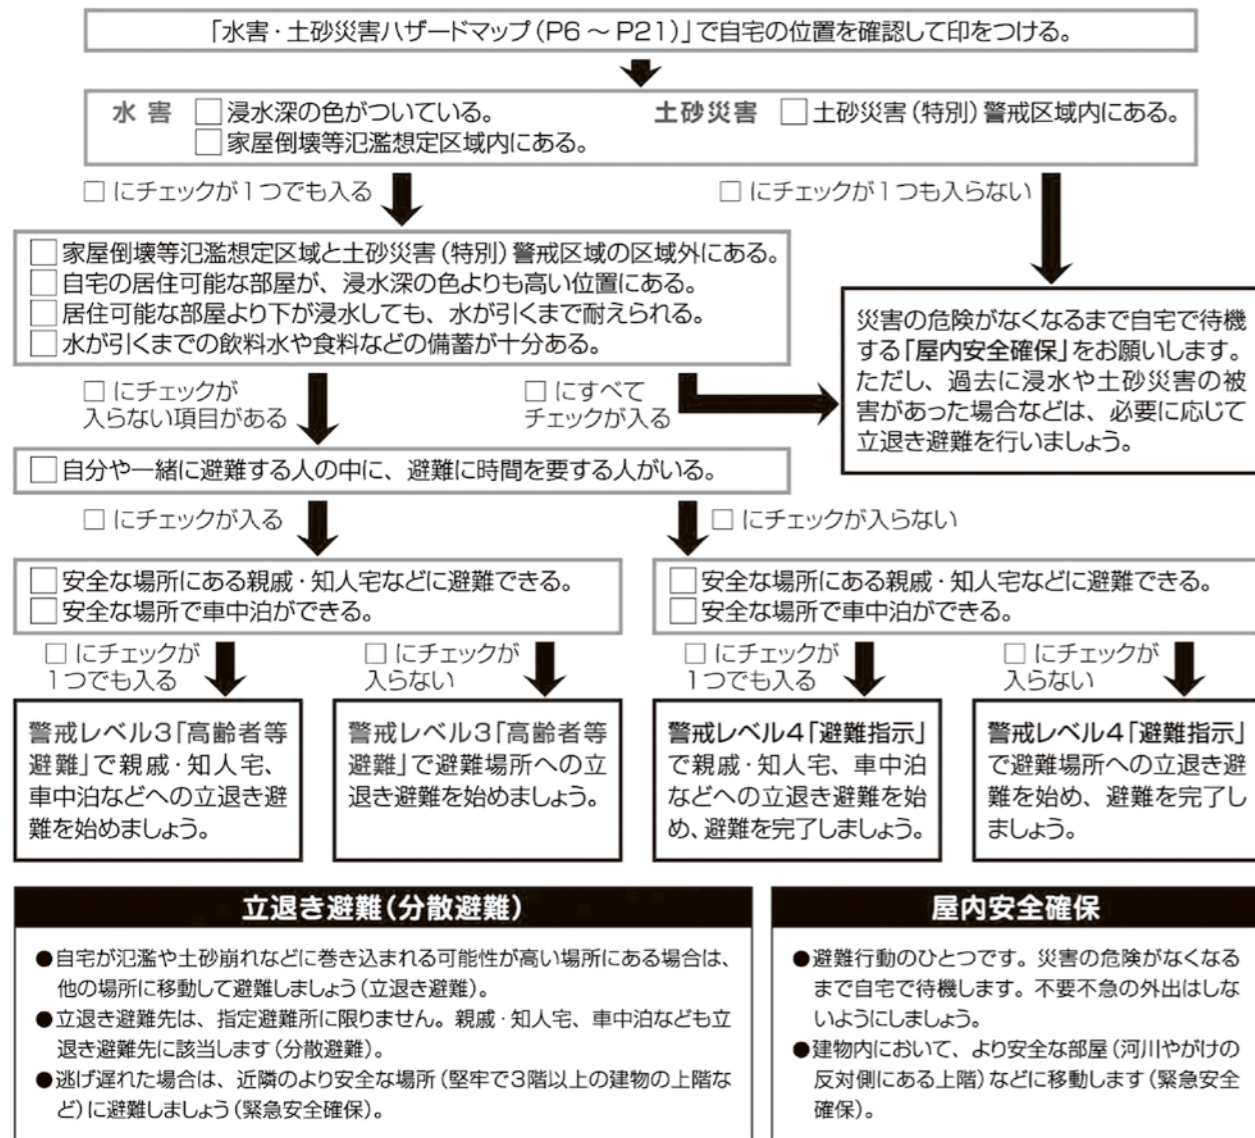 「水害・土砂災害ハザードマップ（P6 ～ P21）」で自宅の位置を確認して印をつける。
水 害 □ 浸水深の色がついている。
土砂災害 □ 土砂災害（特別）警戒区域内にある。
□ 家屋倒壊等氾濫想定区域内にある。
□ にチェックが１つでも入る
□ にチェックが１つも入らない
□ 家屋倒壊等氾濫想定区域と土砂災害（特別）警戒区域の区域外にある。
□ 自宅の居住可能な部屋が、浸水深の色よりも高い位置にある。
□ 居住可能な部屋より下が浸水しても、水が引くまで耐えられる。
□ 水が引くまでの飲料水や食料などの備蓄が十分ある。
災害の危険がなくなるまで自宅で待機
する「屋内安全確保」をお願いします。
ただし、過去に浸水や土砂災害の被
害があった場合などは、必要に応じて
立退き避難を行いましょう。
□ にチェックが
入らない項目がある
□ にすべて
チェックが入る
□ 自分や一緒に避難する人の中に、避難に時間を要する人がいる。
□ にチェックが入る
□ にチェックが入らない
□ 安全な場所にある親戚・知人宅などに避難できる。
□ 安全な場所で車中泊ができる。
□ 安全な場所にある親戚・知人宅などに避難できる。
□ 安全な場所で車中泊ができる。
□ にチェックが
１つでも入る
□ にチェックが
入らない
□ にチェックが
１つでも入る
□ にチェックが
入らない
警戒レベル３「高齢者等
避難」で親戚・知人宅、
車中泊などへの立退き避
難を始めましょう。
警戒レベル３「高齢者等
避難」で避難場所への立
退き避難を始めましょう。
警戒レベル４「避難指示」
で親戚・知人宅、車中泊
などへの立退き避難を始
め、避難を完了しましょう。
警戒レベル４「避難指示」
で避難場所への立退き避
難を始め、避難を完了し
ましょう。
立退き避難（分散避難）
●自宅が氾濫や土砂崩れなどに巻き込まれる可能性が高い場所にある場合は、
他の場所に移動して避難しましょう（立退き避難）。
●立退き避難先は、指定避難所に限りません。親戚・知人宅、車中泊なども立
退き避難先に該当します（分散避難）。
●逃げ遅れた場合は、近隣のより安全な場所（堅牢で３階以上の建物の上階な
ど）に避難しましょう（緊急安全確保）。
屋内安全確保
●避難行動のひとつです。災害の危険がなくなる
まで自宅で待機します。不要不急の外出はしな
いようにしましょう。
●建物内において、より安全な部屋（河川やがけの
反対側にある上階）などに移動します（緊急安全
確保）。